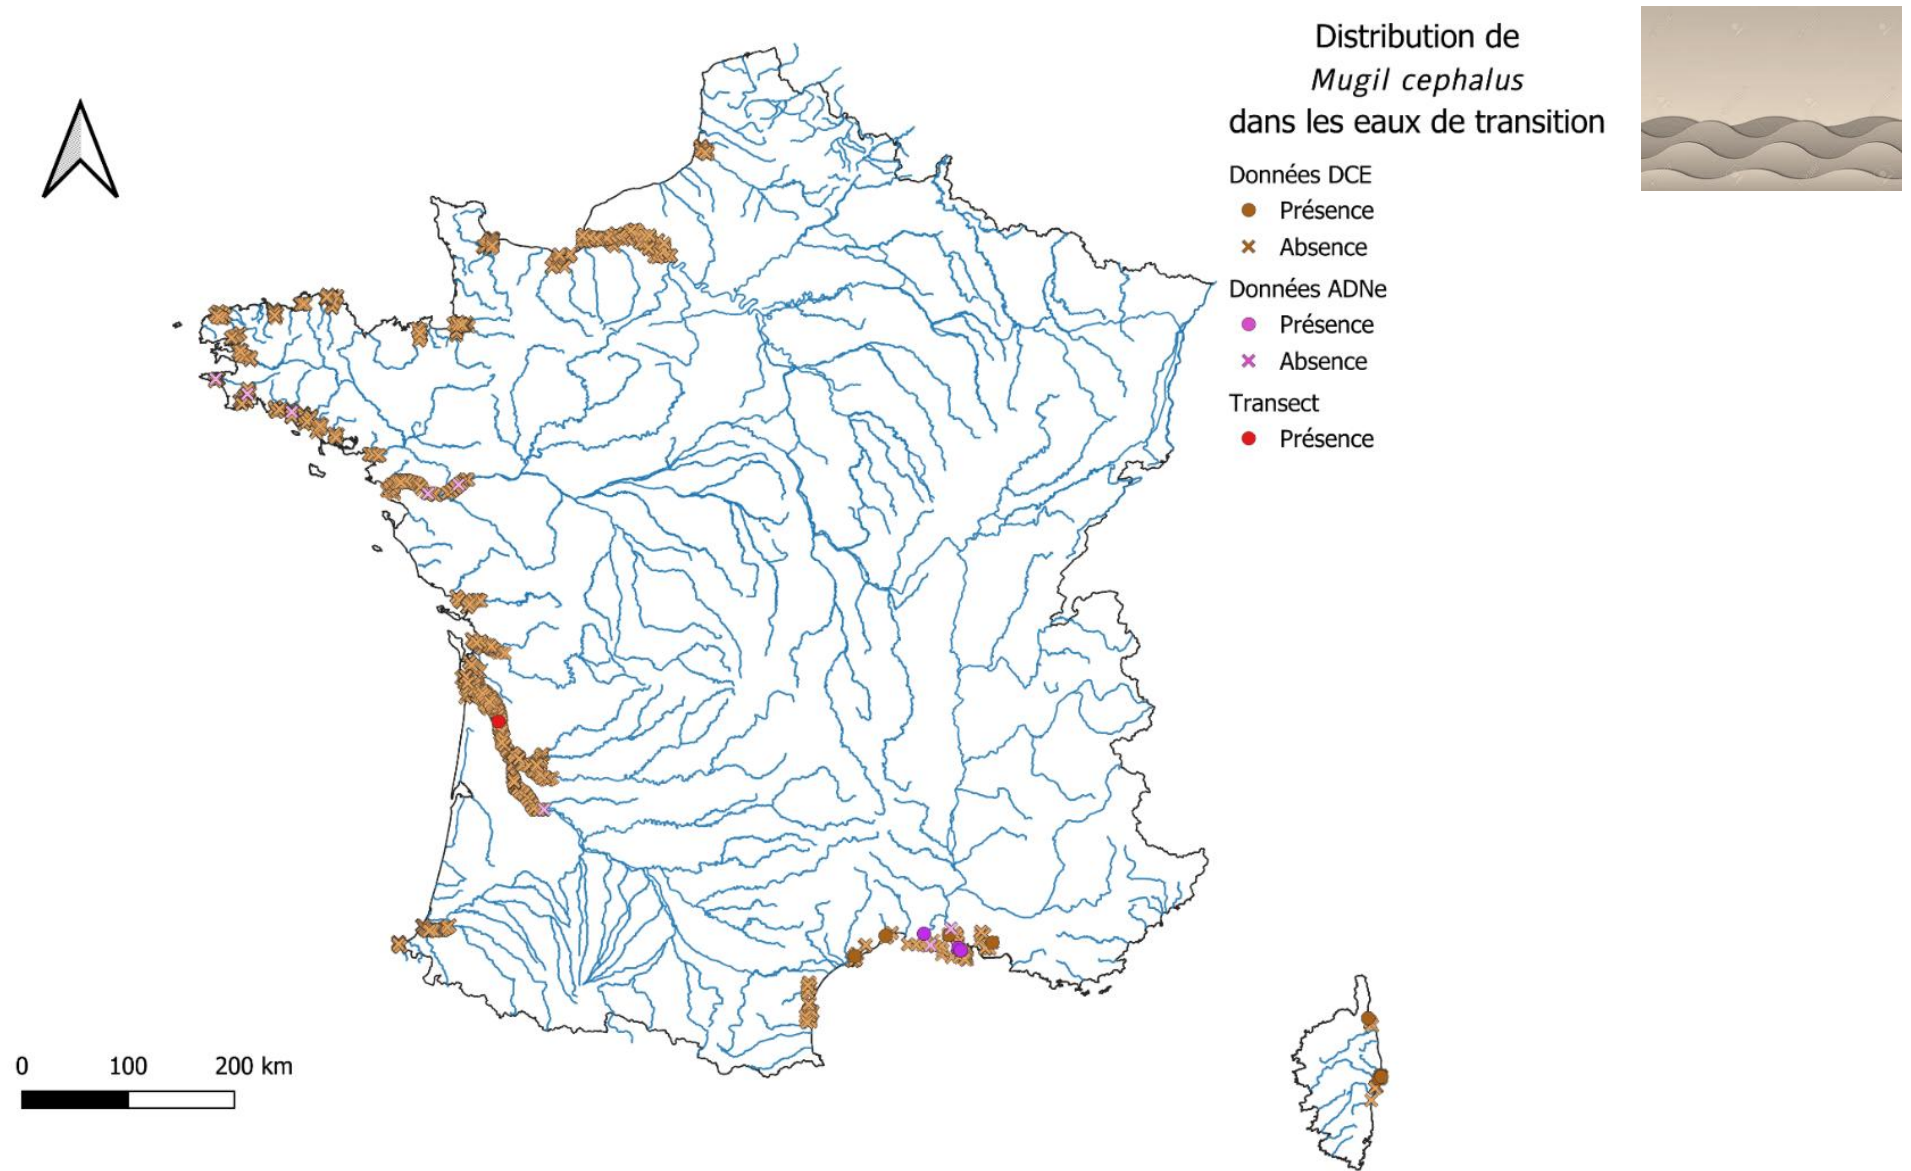 Distribution de
Mugil cephalus
dans les eaux de transition
Données DCE
Présence
Absence
Données ADNe
Présence
Absence
Transect
Présence
0 100 200 km